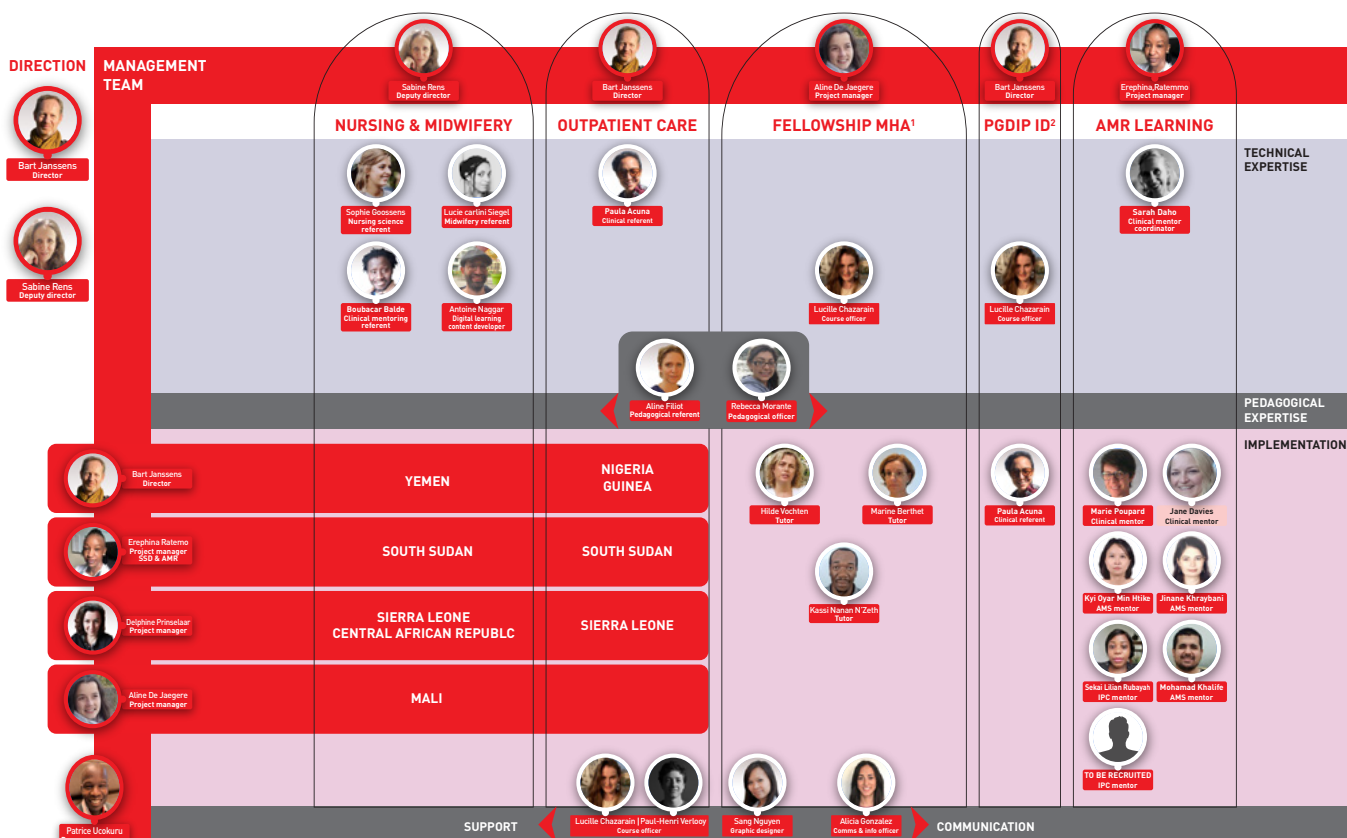 DIRECTION
MANAGEMENT
TEAM
Sabine Rens
Deputy director
Bart Janssens
Director
Aline De Jaegere
Project manager
Bart Janssens
Director
Erephina,Ratemmo
Project manager
NURSING & MIDWIFERY
OUTPATIENT CARE
FELLOWSHIP MHA¹
PGDIP ID²
AMR LEARNING
Bart Janssens
Director
Sabine Rens
Deputy director
TECHNICAL
EXPERTISE
Sophie Goossens
Nursing science
referent
Lucie carlini Siegel
Midwifery referent
Paula Acuna
Clinical referent
Sarah Daho
Clinical mentor
coordinator
Boubacar Balde
Clinical mentoring
referent
Antoine Naggar
Digital learning
content developer
Lucille Chazarain
Course officer
Lucille Chazarain
Course officer
Aline Filiot
Pedagogical referent
Rebecca Morante
Pedagogical officer
PEDAGOGICAL
EXPERTISE
IMPLEMENTATION
Bart Janssens
Director
YEMEN
NIGERIA
GUINEA
Hilde Vochten
Tutor
Marine Berthet
Tutor
Paula Acuna
Clinical referent
Marie Poupard
Clinical mentor
Jane Davies
Clinical mentor
Erephina Ratemo
Project manager
SSD & AMR
SOUTH SUDAN
SOUTH SUDAN
Kassi Nanan N'Zeth
Tutor
Kyi Oyar Min Htike
AMS mentor
Jinane Khraybani
AMS mentor
Delphine Prinselaar
Project manager
SIERRA LEONE
CENTRAL AFRICAN REPUBLC
SIERRA LEONE
Sekai Lilian Rubayah
IPC mentor
Mohamad Khalife
AMS mentor
Aline De Jaegere
Project manager
MALI
TO BE RECRUITED
IPC mentor
Patrice Ucokuru
SUPPORT
Lucille Chazarain | Paul-Henri Verlooy
Course officer
Sang Nguyen
Graphic designer
Alicia Gonzalez
Comms & info officer
COMMUNICATION